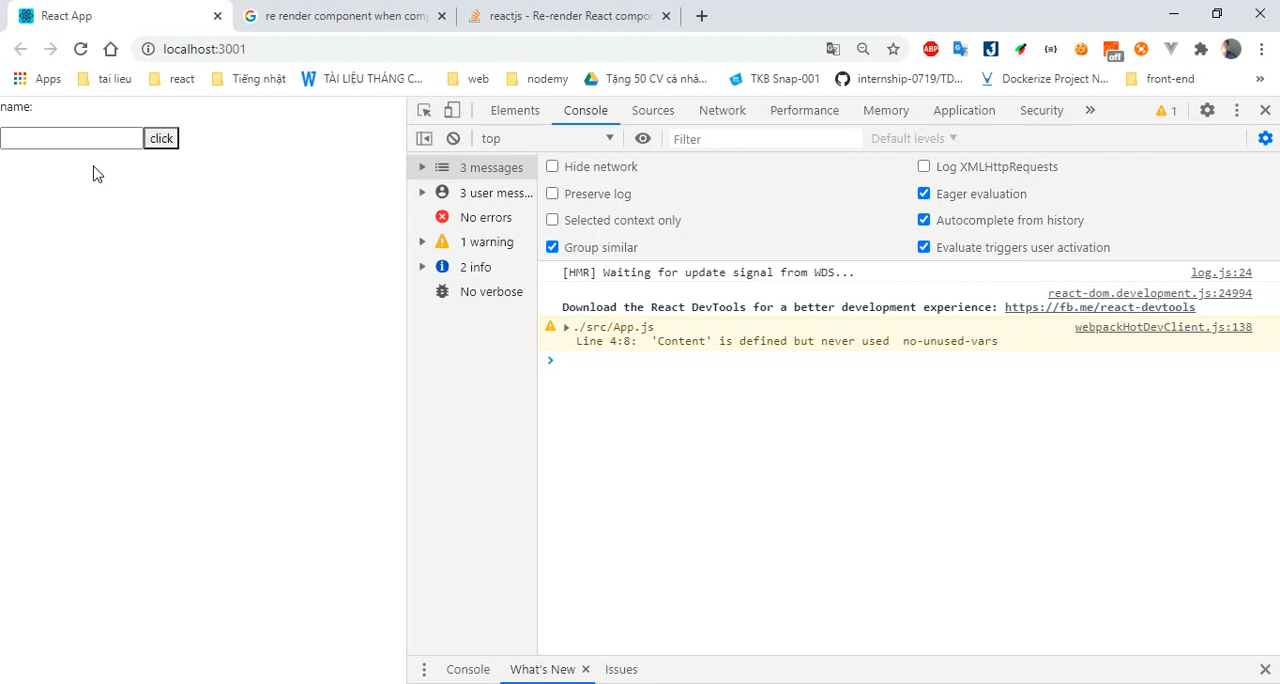 React App
re render component when com
reactjs - Re-render React compo
localhost:3001
ABP
off
Apps
tai lieu
react
Tiếng nhật
TÀI LIỆU THÁNG C...
web
nodemy
Tặng 50 CV cá nhâ...
TKB Snap-001
internship-0719/TD...
Dockerize Project N...
front-end
»
name:
click
Elements
Console
Sources
Network
Performance
Memory
Application
Security
»
1
top
Filter
Default levels
3 messages
3 user mess...
No errors
1 warning
2 info
No verbose
Hide network
Log XMLHttpRequests
Preserve log
Eager evaluation
Selected context only
Autocomplete from history
Group similar
Evaluate triggers user activation
[HMR] Waiting for update signal from WDS... log.js:24
react-dom.development.js:24994
Download the React DevTools for a better development experience: https://fb.me/react-devtools
./src/App.js webpackHotDevClient.js:138
Line 4:8: 'Content' is defined but never used no-unused-vars
Console
What's New
Issues